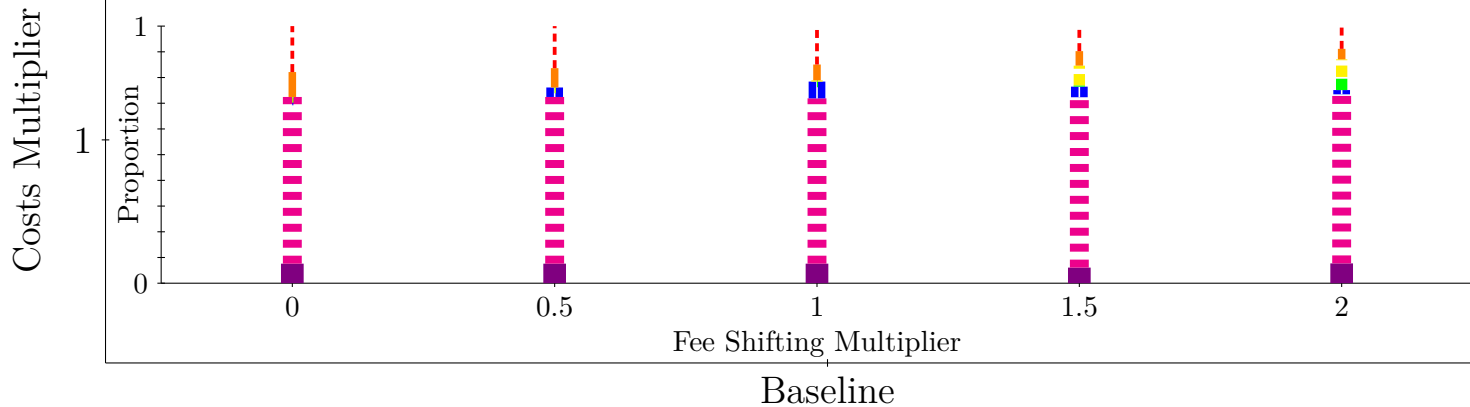 Costs Multiplier
1
Proportion
1
0
0 0.5 1 1.5 2
Fee Shifting Multiplier
Baseline